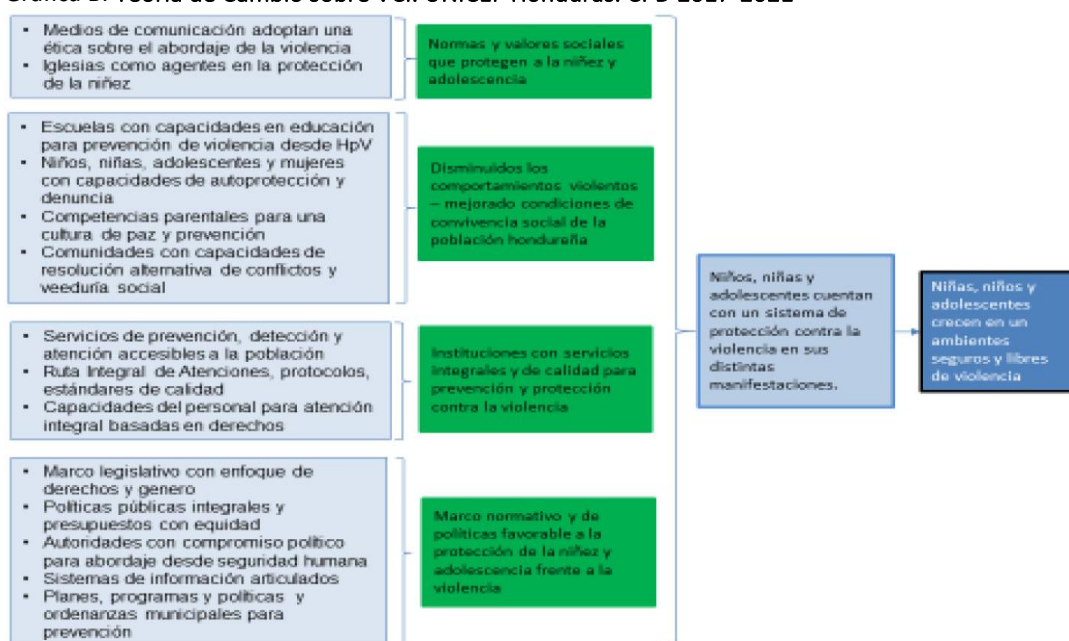 Teoría de Cambio sobre VCI. UNICEF Honduras. CPD 2017-2022
• Medios de comunicación adoptan una
ética sobre el abordaje de la violencia
• Iglesias como agentes en la protección
de la niñez
Normas y valores sociales
que protegen a la niñez y
adolescencia
• Escuelas con capacidades en educación
para prevención de violencia desde HpV
• Niños, niñas, adolescentes y mujeres
con capacidades de autoprotección y
denuncia
• Competencias parentales para una
cultura de paz y prevención
• Comunidades con capacidades de
resolución alternativa de conflictos y
veeduría social
Disminuidos los
comportamientos violentos
– mejorado condiciones de
convivencia social de la
población hondureña
• Servicios de prevención, detección y
atención accesibles a la población
• Ruta Integral de Atenciones, protocolos,
estándares de calidad
• Capacidades del personal para atención
integral basadas en derechos
Instituciones con servicios
integrales y de calidad para
prevención y protección
contra la violencia
• Marco legislativo con enfoque de
derechos y genero
• Políticas públicas integrales y
presupuestos con equidad
• Autoridades con compromiso político
para abordaje desde seguridad humana
• Sistemas de información articulados
• Planes, programas y políticas y
ordenanzas municipales para
prevención
Marco normativo y de
políticas favorable a la
protección de la niñez y
adolescencia frente a la
violencia
Niños, niñas y
adolescentes cuentan
con un sistema de
protección contra la
violencia en sus
distintas
manifestaciones.
Niñas, niños y
adolescentes
crecen en un
ambientes
seguros y libres
de violencia